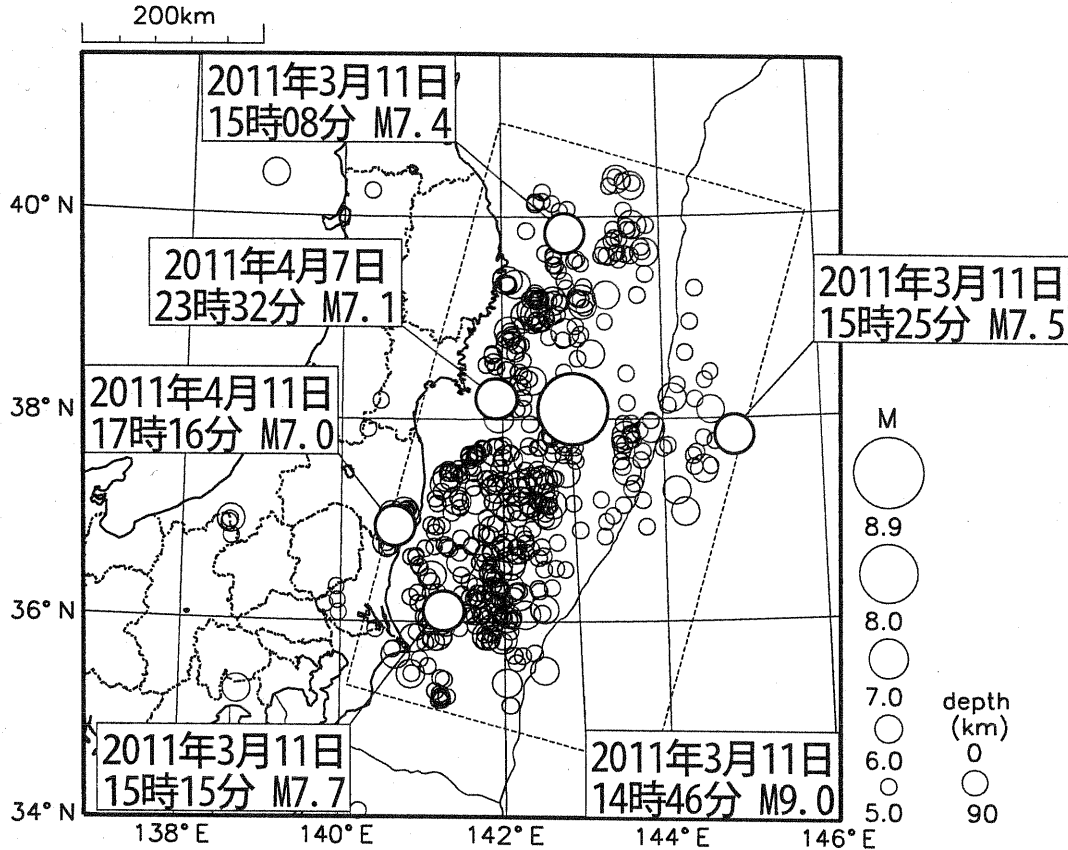 200km
2011年3月11日
15時08分 M7.4
40°N
2011年4月7日
23時32分 M7.1
2011年3月11日
15時25分 M7.5
2011年4月11日
17時16分 M7.0
38°N
M
8.9
8.0
7.0
6.0
5.0
depth
(km)
0
90
36°N
2011年3月11日
15時15分 M7.7
2011年3月11日
14時46分 M9.0
34°N
138°E
140°E
142°E
144°E
146°E